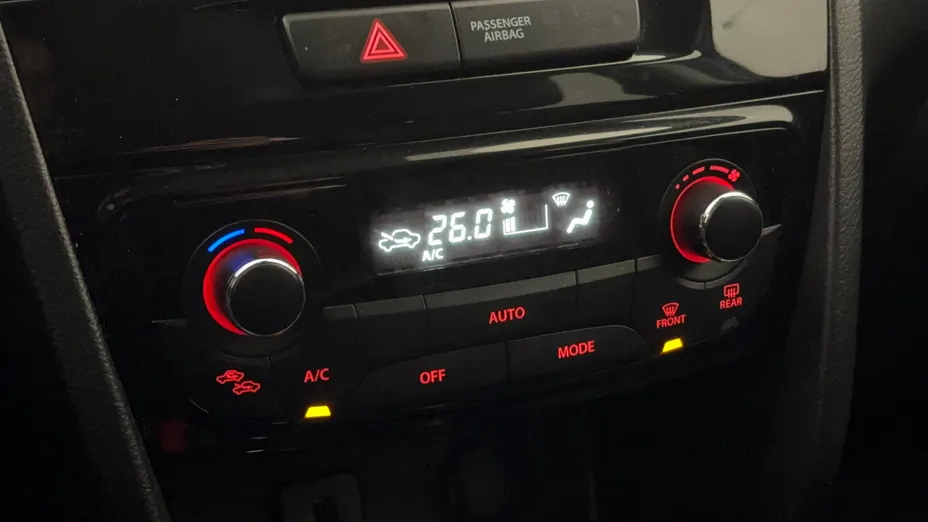 PASSENGER
AIRBAG
26.0
A/C
AUTO
FRONT
REAR
A/C
OFF
MODE